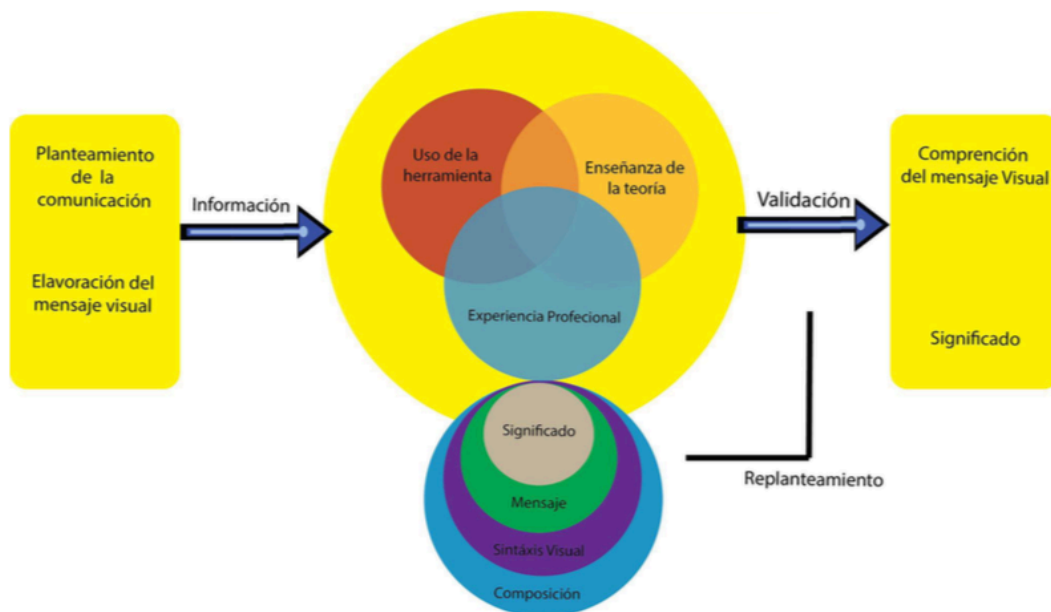 Planteamiento
de la
comunicación
Elavoración del
mensaje visual
Información
Uso de la
herramienta
Enseñanza de
la teoría
Experiencia Profecional
Significado
Mensaje
Sintáxis Visual
Composición
Validación
Replanteamiento
Comprención
del mensaje Visual
Significado